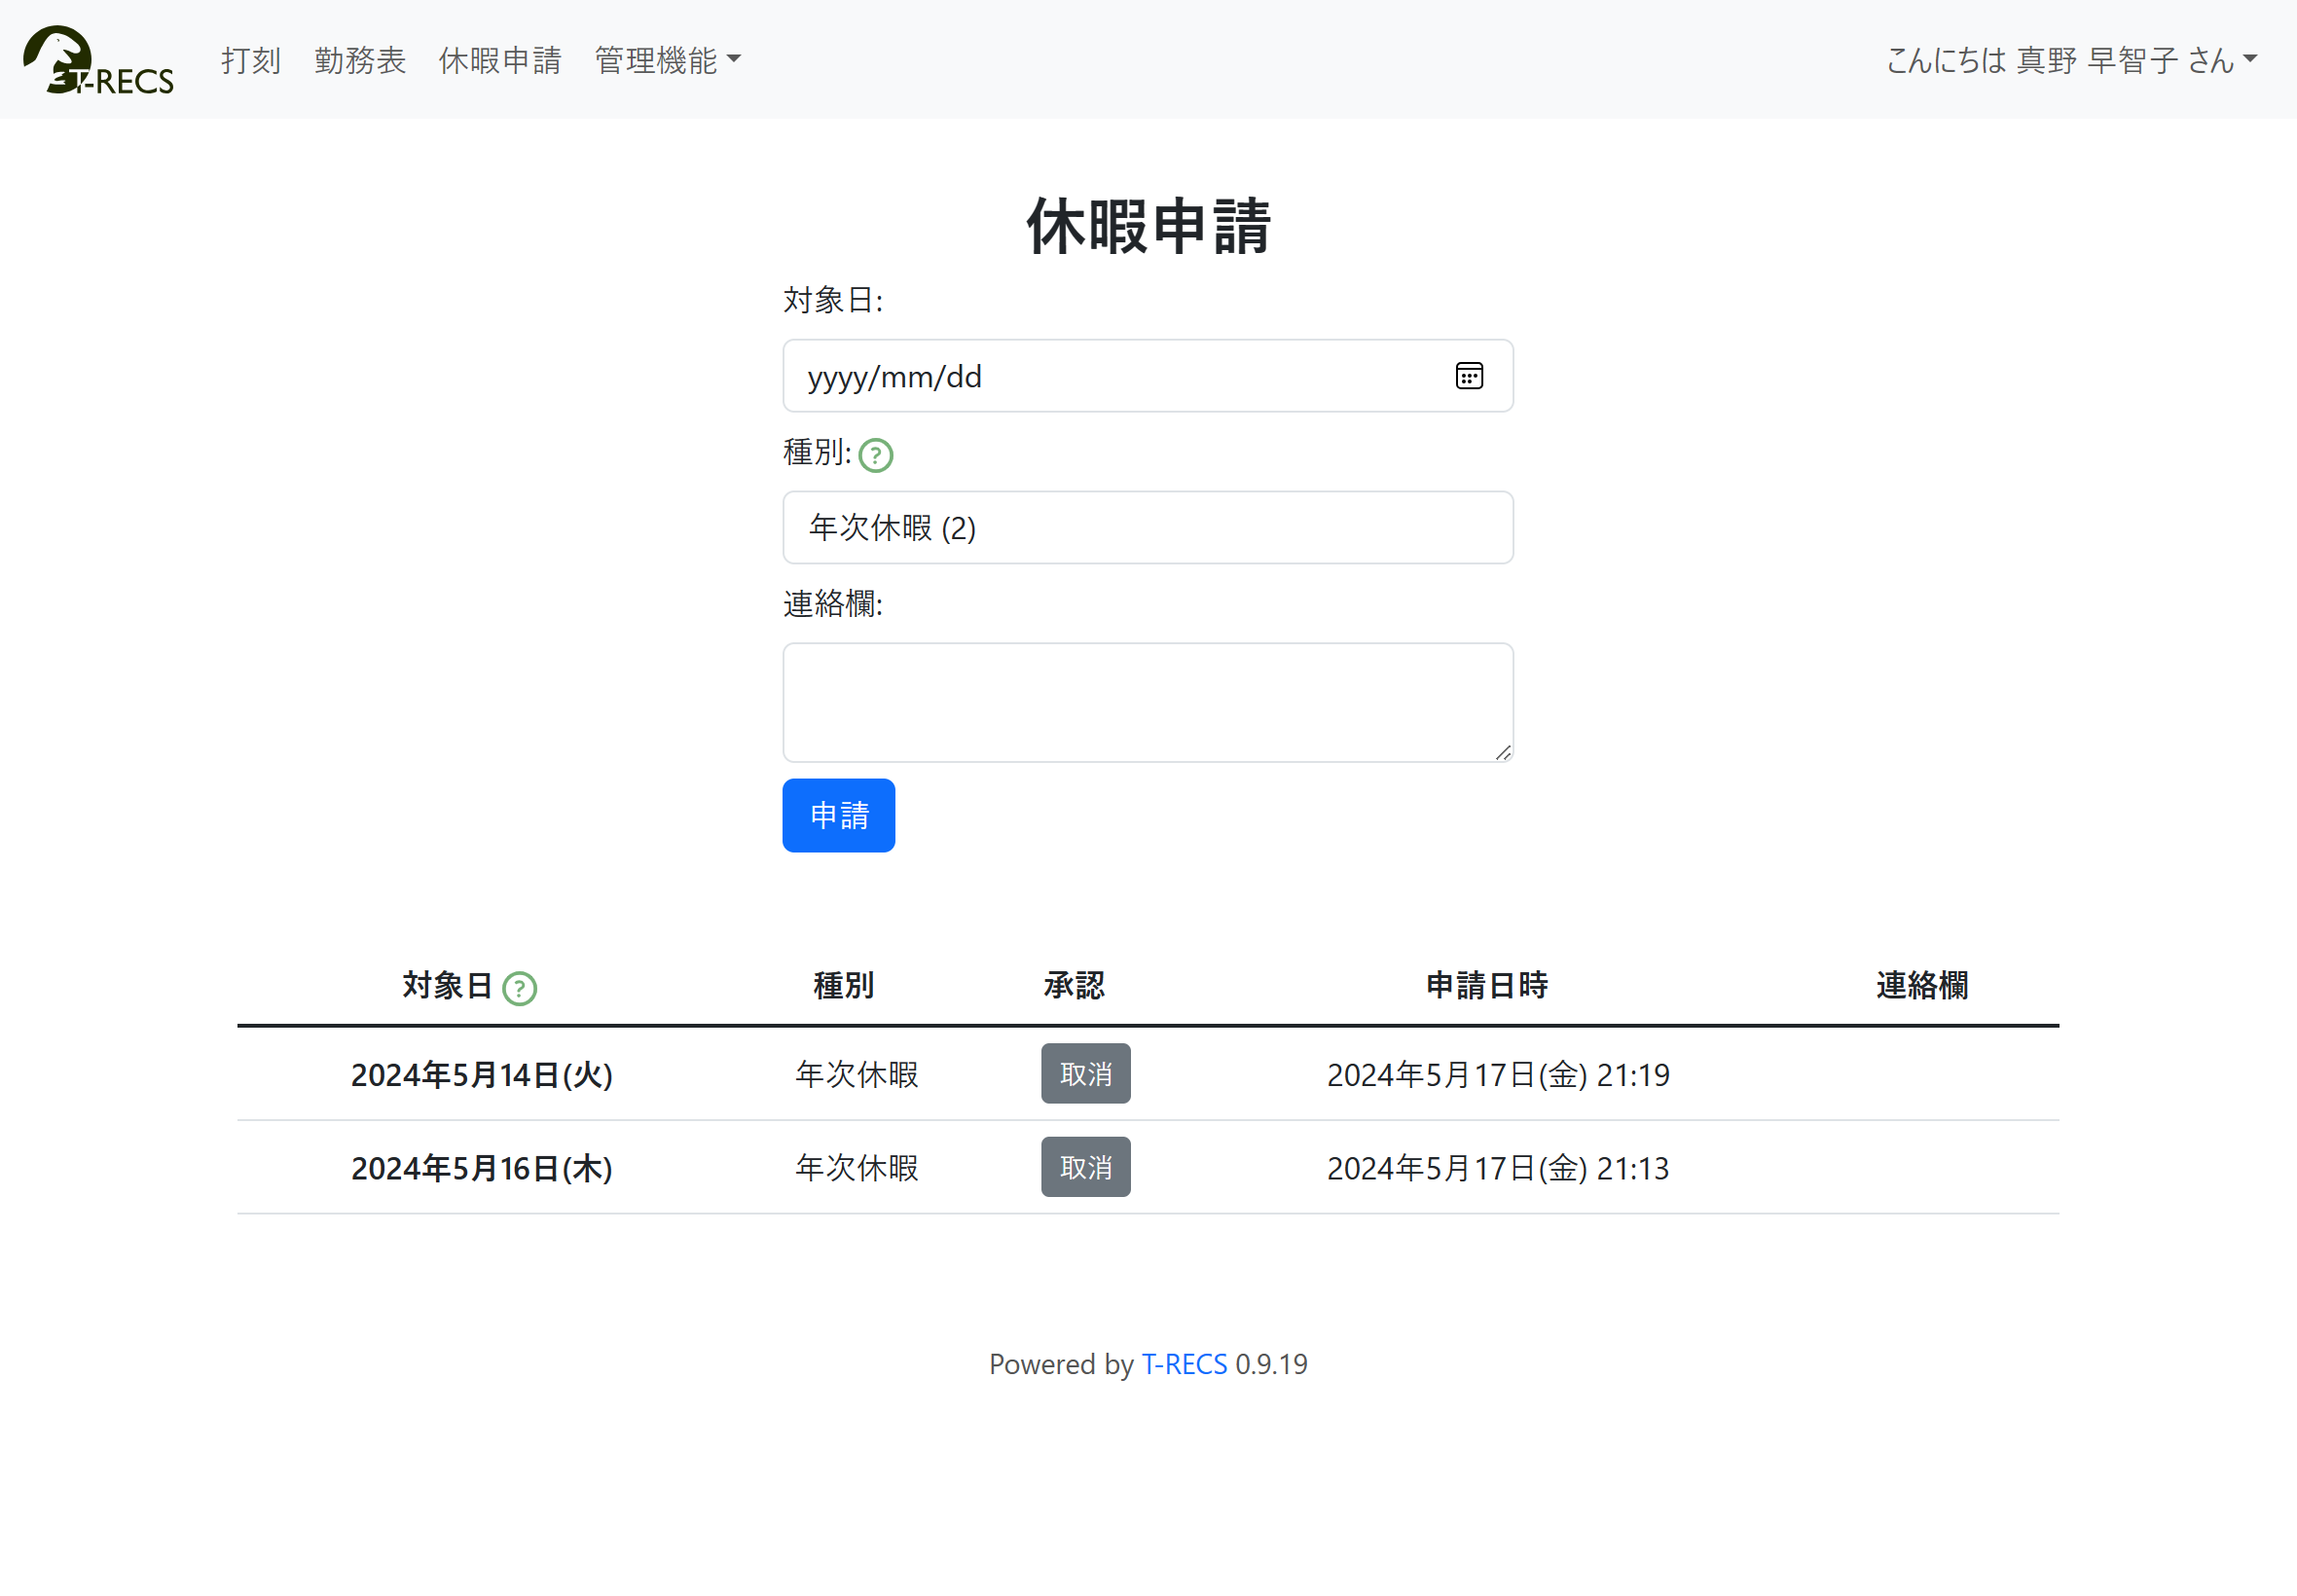 T-RECS 打刻 勤務表 休暇申請 管理機能 こんにちは 真野 早智子 さん
休暇申請
対象日:
yyyy/mm/dd
種別: ?
年次休暇 (2)
連絡欄:
申請
対象日 ? 種別 承認 申請日時 連絡欄
2024年5月14日(火) 年次休暇 取消 2024年5月17日(金) 21:19
2024年5月16日(木) 年次休暇 取消 2024年5月17日(金) 21:13
Powered by T-RECS 0.9.19